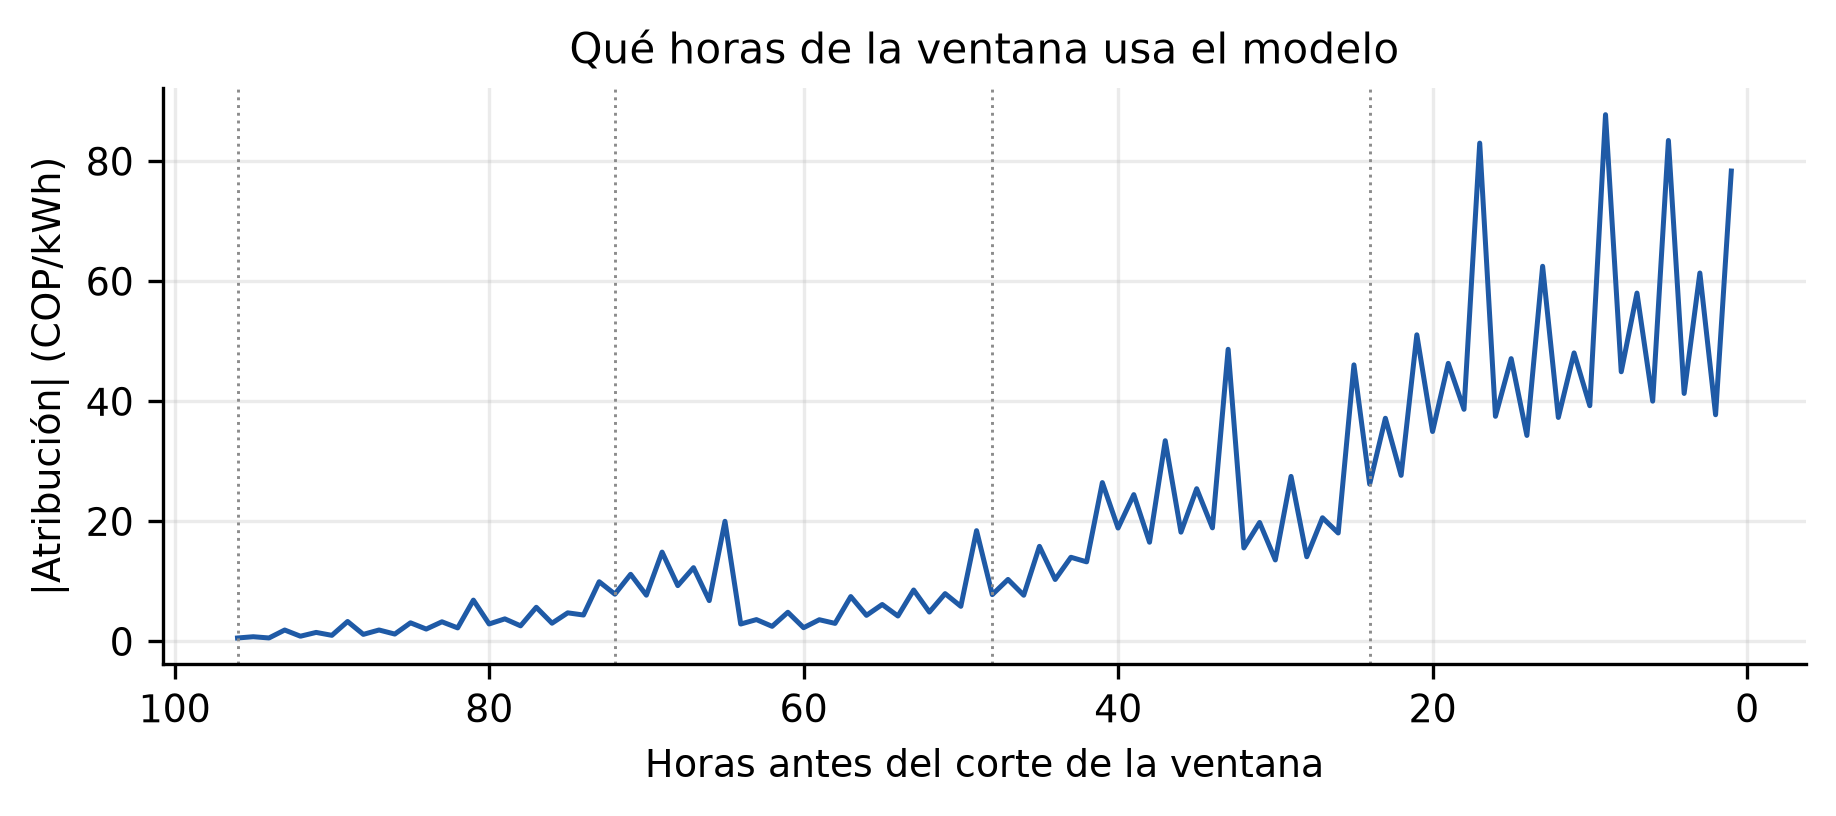 Qué horas de la ventana usa el modelo
|Atribución| (COP/kWh)
80
60
40
20
0
100 80 60 40 20 0
Horas antes del corte de la ventana